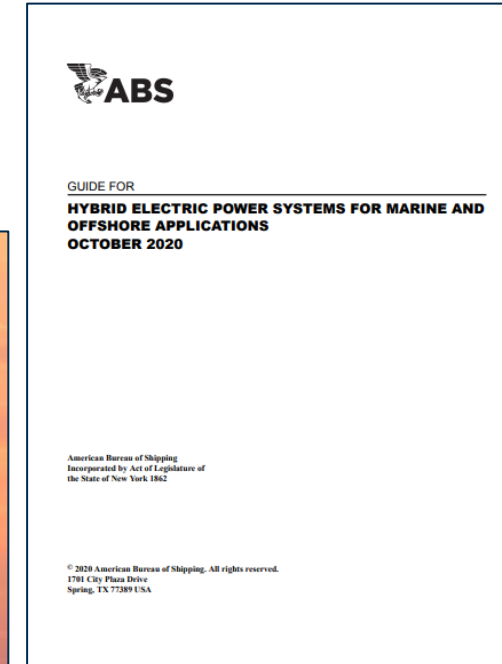 ABS
GUIDE FOR
HYBRID ELECTRIC POWER SYSTEMS FOR MARINE AND
OFFSHORE APPLICATIONS
OCTOBER 2020
American Bureau of Shipping
Incorporated by Act of Legislature of
the State of New York 1862
© 2020 American Bureau of Shipping. All rights reserved.
1701 City Plaza Drive
Spring, TX 77389 USA